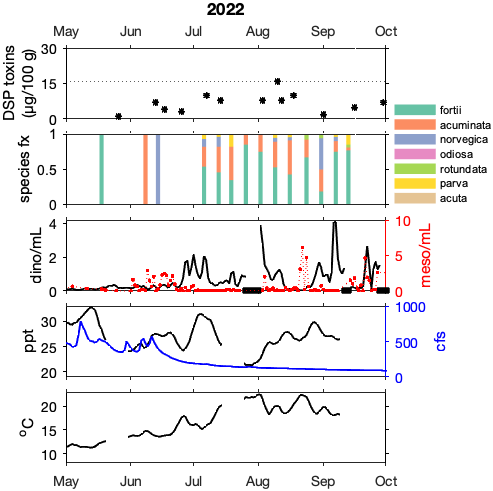 2022
May Jun Jul Aug Sep Oct
DSP toxins
(µg/100 g)
30
15
0
species fx
1
0.5
0
fortii
acuminata
norvegica
odiosa
rotundata
parva
acuta
dino/mL
4
2
0
10
5
0
meso/mL
ppt
30
25
20
1000
500
0
cfs
°C
20
15
10
May Jun Jul Aug Sep Oct